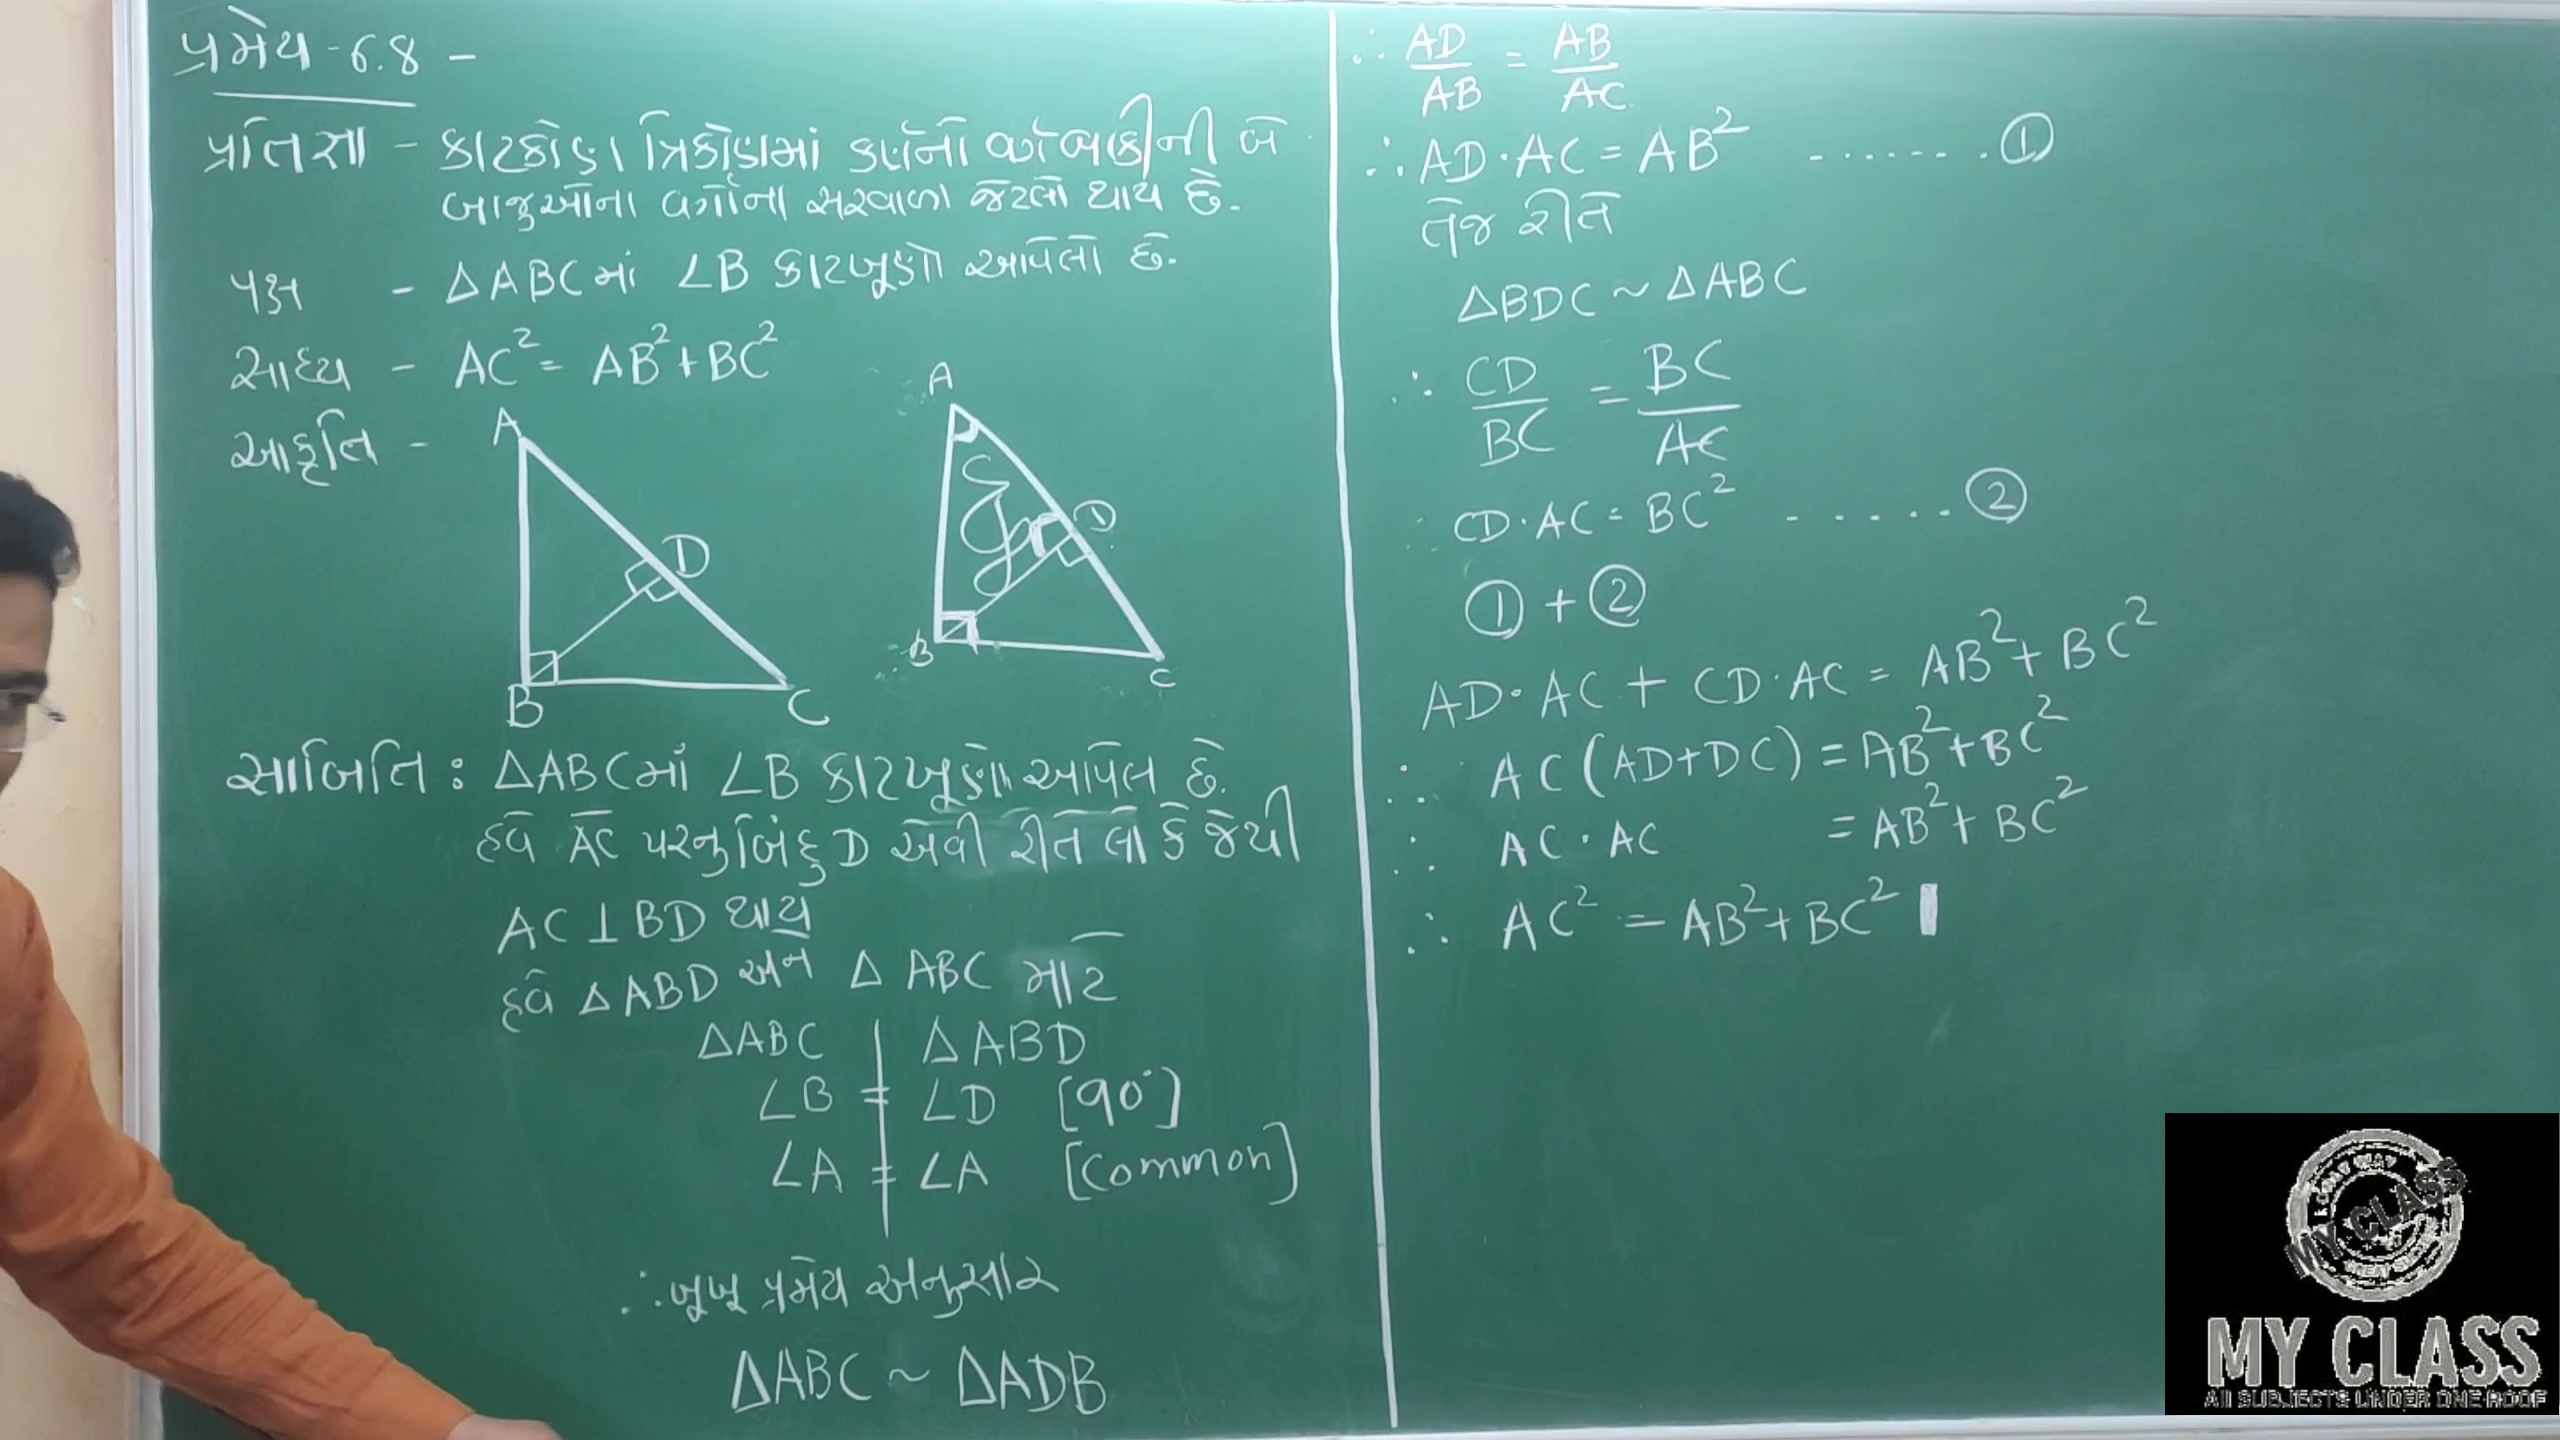 પ્રમેય - 6.8 -
પ્રતિજ્ઞા - કાટકોણ ત્રિકોણમાં કર્ણનો વર્ગ બાકીની બે
બાજુઓના વર્ગોના સરવાળા જેટલો થાય છે.
પક્ષ - △ABC માં ∠B કાટખૂણો આપેલો છે.
સાધ્ય - AC² = AB² + BC²
આકૃતિ -
A
D
B
C
A
D
B
C
સાબિતિ : △ABC માં ∠B કાટખૂણો આપેલ છે.
હવે AC પરનુ બિંદુ D એવી રીતે લો કે જેથી
AC ⊥ BD થાય
હવે △ABD અને △ ABC માટે
△ABC | △ABD
∠B = ∠D [90°]
∠A = ∠A [Common]
∴ ખૂખૂ પ્રમેય અનુસાર
△ABC ~ △ADB
∴ AD/AB = AB/AC
∴ AD·AC = AB² ........ ①
તેજ રીતે
△BDC ~ △ABC
∴ CD/BC = BC/AC
∴ CD·AC = BC² ...... ②
① + ②
AD·AC + CD·AC = AB² + BC²
∴ AC (AD+DC) = AB² + BC²
∴ AC · AC = AB² + BC²
∴ AC² = AB² + BC²
MY CLASS
MY CLASS
All SUBJECTS UNDER ONE ROOF